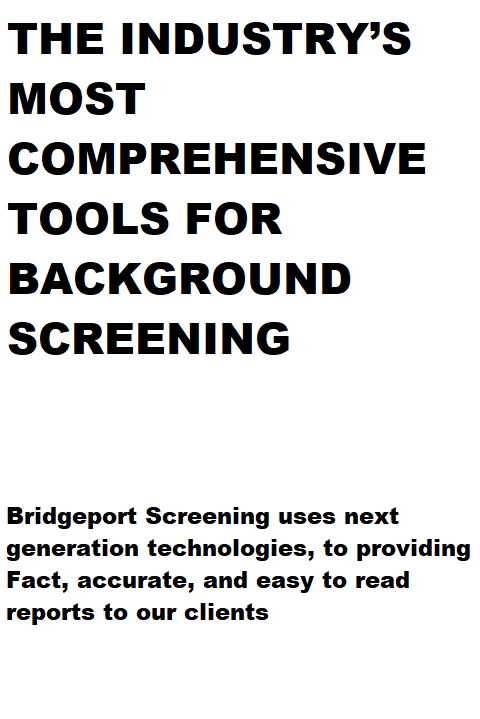 THE INDUSTRY’S
MOST
COMPREHENSIVE
TOOLS FOR
BACKGROUND
SCREENING
Bridgeport Screening uses next
generation technologies, to providing
Fact, accurate, and easy to read
reports to our clients